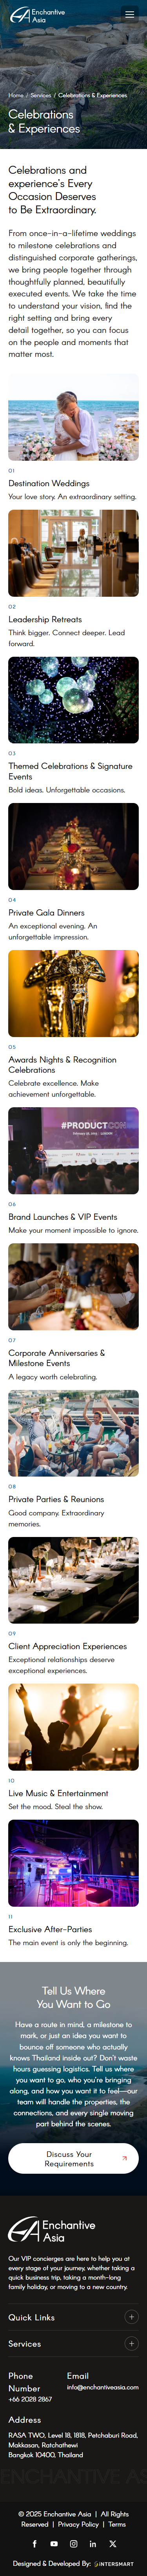 Enchantive
Asia
Home / Services / Celebrations & Experiences
Celebrations
& Experiences
Celebrations and
experience's Every
Occasion Deserves
to Be Extraordinary.
From once-in-a-lifetime weddings
to milestone celebrations and
distinguished corporate gatherings,
we bring people together through
thoughtfully planned, beautifully
executed events. We take the time
to understand your vision, find the
right setting and bring every
detail together, so you can focus
on the people and moments that
matter most.
01
Destination Weddings
Your love story. An extraordinary setting.
02
Leadership Retreats
Think bigger. Connect deeper. Lead
forward.
03
Themed Celebrations & Signature
Events
Bold ideas. Unforgettable occasions.
04
Private Gala Dinners
An exceptional evening. An
unforgettable impression.
05
Awards Nights & Recognition
Celebrations
Celebrate excellence. Make
achievement unforgettable.
#PRODUCTCON
06
Brand Launches & VIP Events
Make your moment impossible to ignore.
07
Corporate Anniversaries &
Milestone Events
A legacy worth celebrating.
08
Private Parties & Reunions
Good company. Extraordinary
memories.
09
Client Appreciation Experiences
Exceptional relationships deserve
exceptional experiences.
10
Live Music & Entertainment
Set the mood. Steal the show.
11
Exclusive After-Parties
The main event is only the beginning.
Tell Us Where
You Want to Go
Have a route in mind, a milestone to
mark, or just an idea you want to
bounce off someone who actually
knows Thailand inside out? Don't waste
hours guessing logistics. Tell us where
you want to go, who you're bringing
along, and how you want it to feel—our
team will handle the properties, the
connections, and every single moving
part behind the scenes.
Discuss Your
Requirements
Enchantive
Asia
Our VIP concierges are here to help you at
every stage of your journey, whether taking a
quick business trip, taking a month-long
family holiday, or moving to a new country.
Quick Links
Services
Phone
Number
+66 2028 2867
Email
info@enchantiveasia.com
Address
RASA TWO, Level 18, 1818, Petchaburi Road,
Makkasan, Ratchathewi
Bangkok 10400, Thailand
ENCHANTIVE AS
© 2025 Enchantive Asia | All Rights
Reserved | Privacy Policy | Terms
Designed & Developed By: INTERSMART